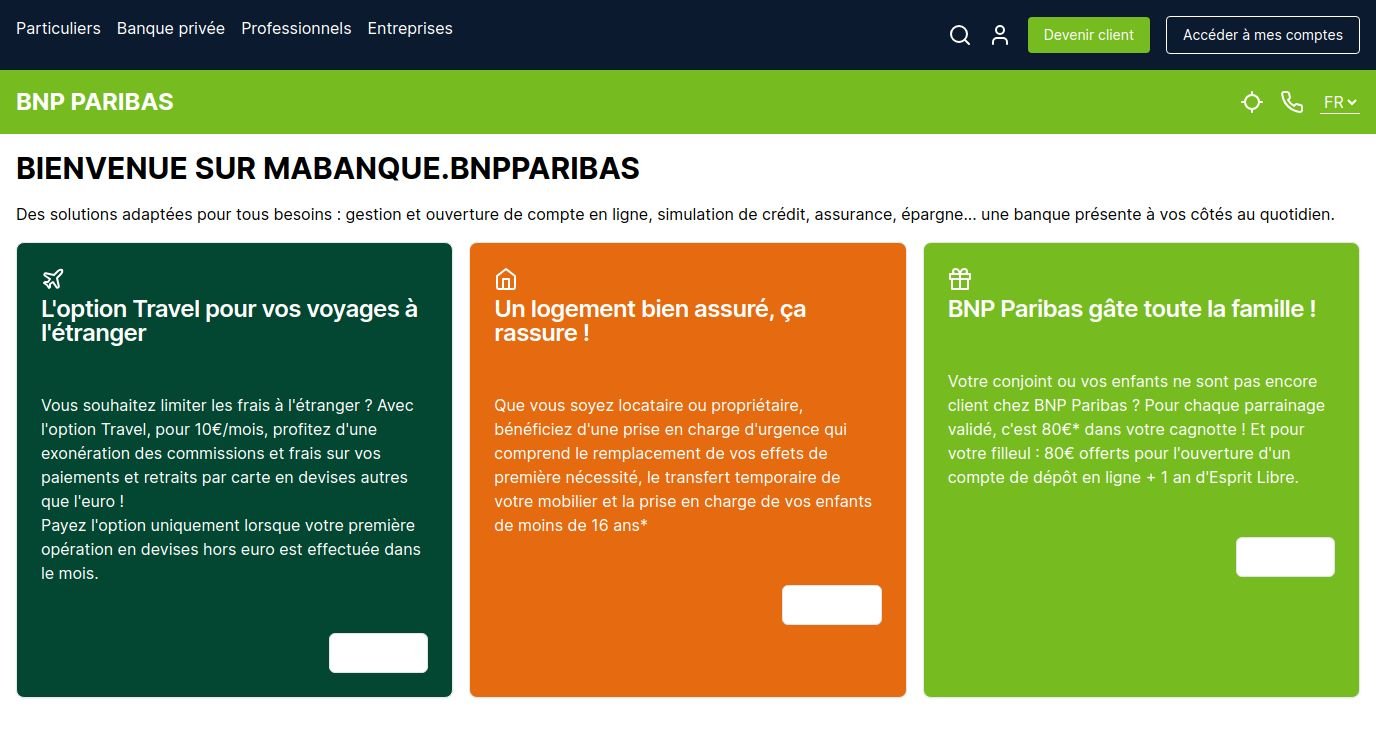 Particuliers Banque privée Professionnels Entreprises
Devenir client
Accéder à mes comptes
BNP PARIBAS
FR
BIENVENUE SUR MABANQUE.BNPPARIBAS
Des solutions adaptées pour tous besoins : gestion et ouverture de compte en ligne, simulation de crédit, assurance, épargne... une banque présente à vos côtés au quotidien.
L'option Travel pour vos voyages à
l'étranger
Vous souhaitez limiter les frais à l'étranger ? Avec
l'option Travel, pour 10€/mois, profitez d'une
exonération des commissions et frais sur vos
paiements et retraits par carte en devises autres
que l'euro !
Payez l'option uniquement lorsque votre première
opération en devises hors euro est effectuée dans
le mois.
Un logement bien assuré, ça
rassure !
Que vous soyez locataire ou propriétaire,
bénéficiez d'une prise en charge d'urgence qui
comprend le remplacement de vos effets de
première nécessité, le transfert temporaire de
votre mobilier et la prise en charge de vos enfants
de moins de 16 ans*
BNP Paribas gâte toute la famille !
Votre conjoint ou vos enfants ne sont pas encore
client chez BNP Paribas ? Pour chaque parrainage
validé, c'est 80€* dans votre cagnotte ! Et pour
votre filleul : 80€ offerts pour l'ouverture d'un
compte de dépôt en ligne + 1 an d'Esprit Libre.